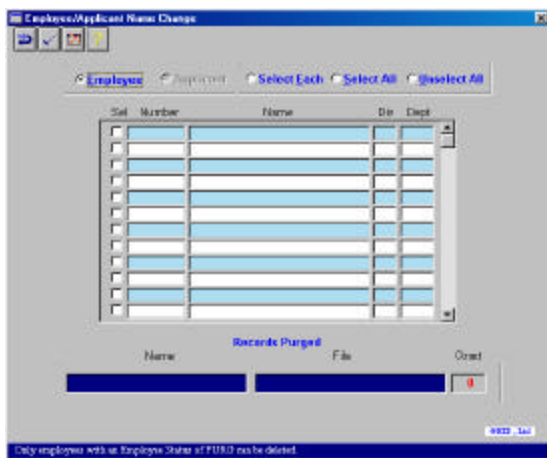 Employee/Applicant Name Change
Employee Applicant Select Each Select All Unselect All
Sel Number Name Div Dept
Records Purged
Name File Count
0
Only employees with an Employee Status of PURG can be deleted.